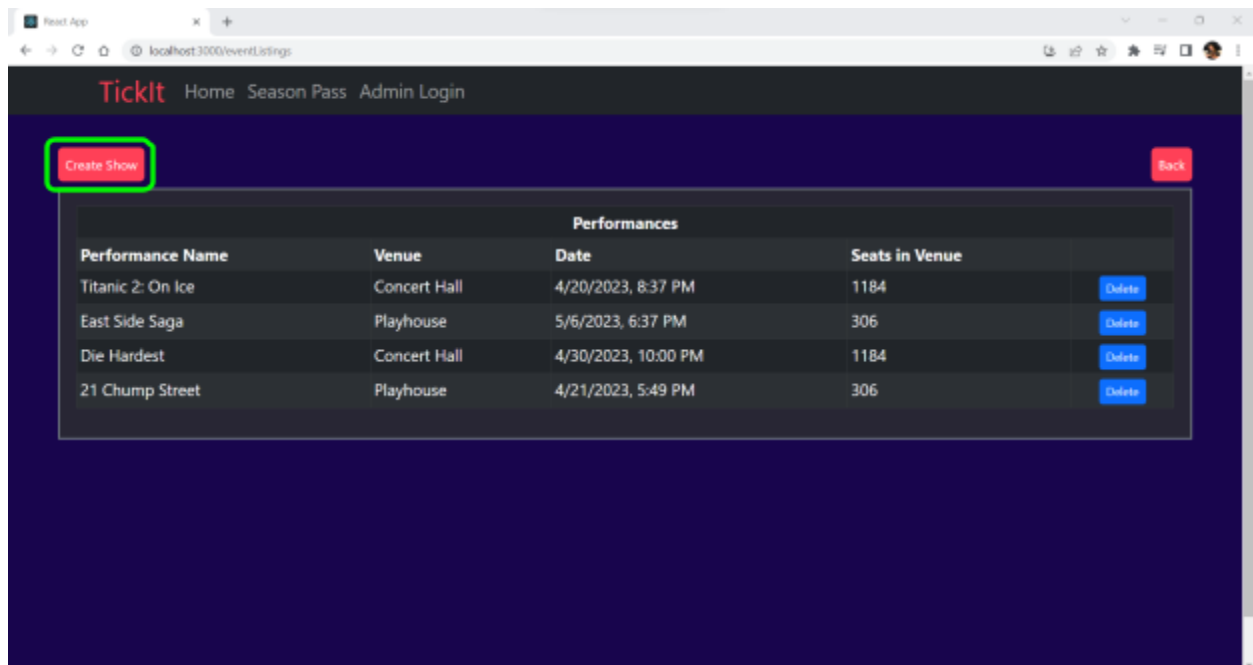 React App
localhost:3000/eventListings
TickIt Home Season Pass Admin Login
Create Show Back
Performances
Performance Name Venue Date Seats in Venue
Titanic 2: On Ice Concert Hall 4/20/2023, 8:37 PM 1184 Delete
East Side Saga Playhouse 5/6/2023, 6:37 PM 306 Delete
Die Hardest Concert Hall 4/30/2023, 10:00 PM 1184 Delete
21 Chump Street Playhouse 4/21/2023, 5:49 PM 306 Delete